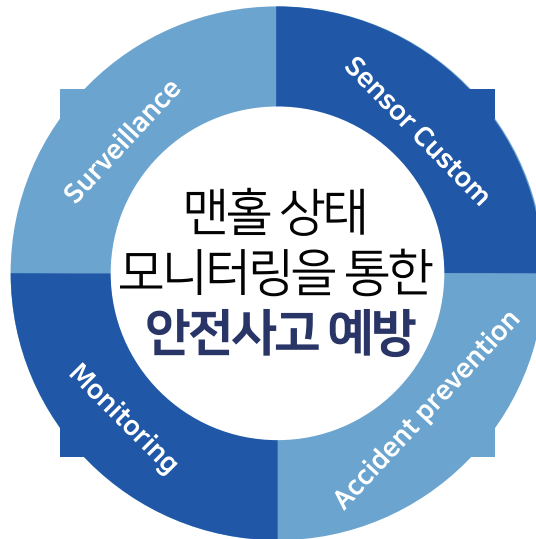 Surveillance
Sensor Custom
맨홀 상태
모니터링을 통한
안전사고 예방
Monitoring
Accident prevention